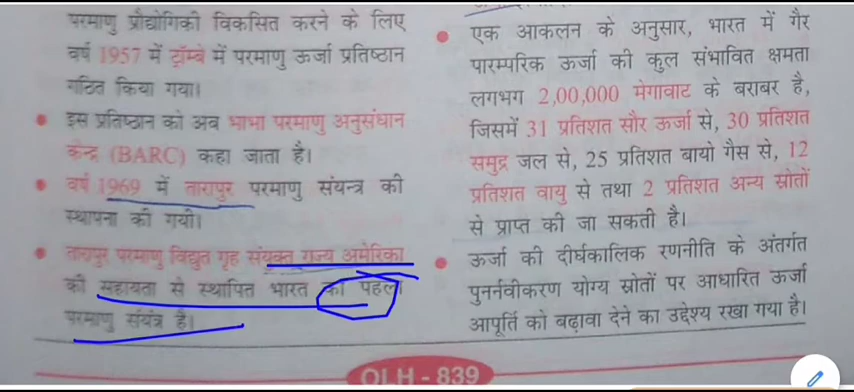 परमाणु प्रौद्योगिकी विकसित करने के लिए
वर्ष 1957 में ट्रॉम्बे में परमाणु ऊर्जा प्रतिष्ठान
गठित किया गया।
• इस प्रतिष्ठान को अब भाभा परमाणु अनुसंधान
केन्द्र (BARC) कहा जाता है।
• वर्ष 1969 में तारापुर परमाणु संयन्त्र की
स्थापना की गयी।
• तारापुर परमाणु विद्युत गृह संयुक्त राज्य अमेरिका
की सहायता से स्थापित भारत का पहला
परमाणु संयंत्र है।
• एक आकलन के अनुसार, भारत में गैर
पारम्परिक ऊर्जा की कुल संभावित क्षमता
लगभग 2,00,000 मेगावाट के बराबर है,
जिसमें 31 प्रतिशत सौर ऊर्जा से, 30 प्रतिशत
समुद्र जल से, 25 प्रतिशत बायो गैस से, 12
प्रतिशत वायु से तथा 2 प्रतिशत अन्य स्रोतों
से प्राप्त की जा सकती है।
• ऊर्जा की दीर्घकालिक रणनीति के अंतर्गत
पुनर्नवीकरण योग्य स्रोतों पर आधारित ऊर्जा
आपूर्ति को बढ़ावा देने का उद्देश्य रखा गया है।
OLH - 839